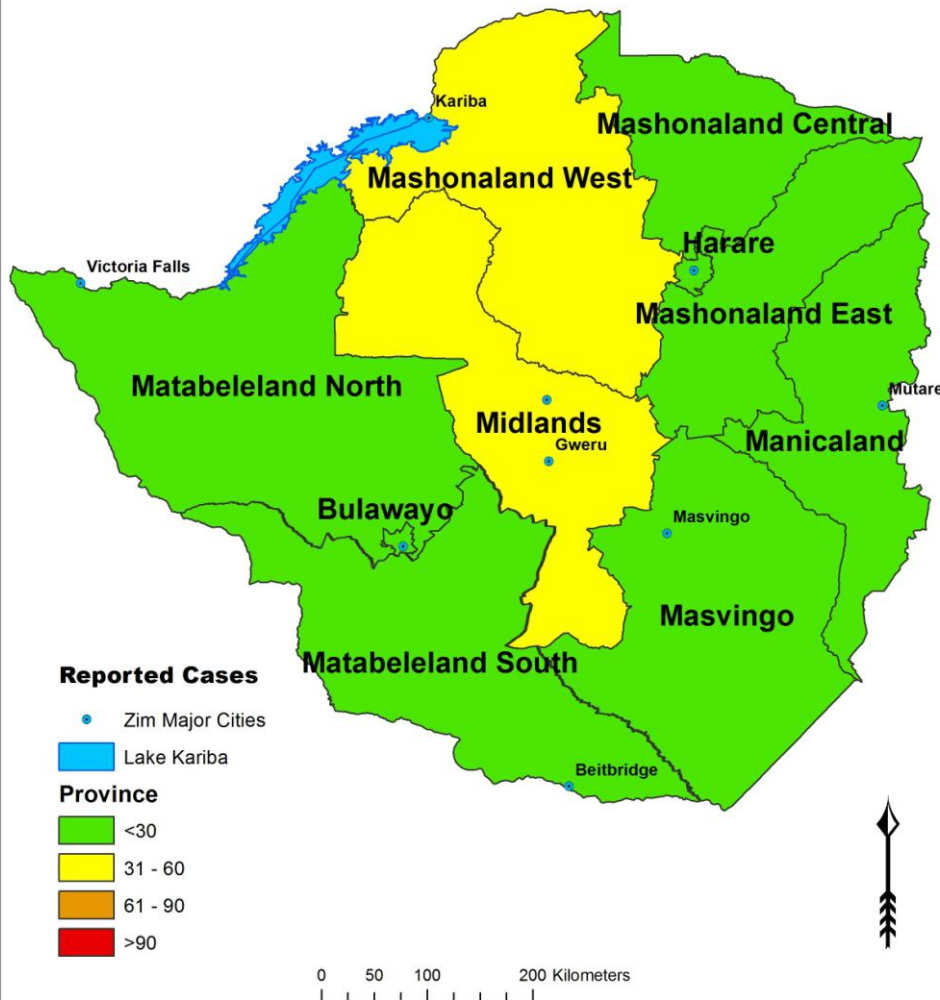 Kariba
Mashonaland Central
Mashonaland West
Harare
Victoria Falls
Mashonaland East
Matabeleland North
Mutare
Midlands
Manicaland
Gweru
Bulawayo
Masvingo
Masvingo
Matabeleland South
Reported Cases
Zim Major Cities
Lake Kariba
Beitbridge
Province
<30
31 - 60
61 - 90
>90
0 50 100 200 Kilometers